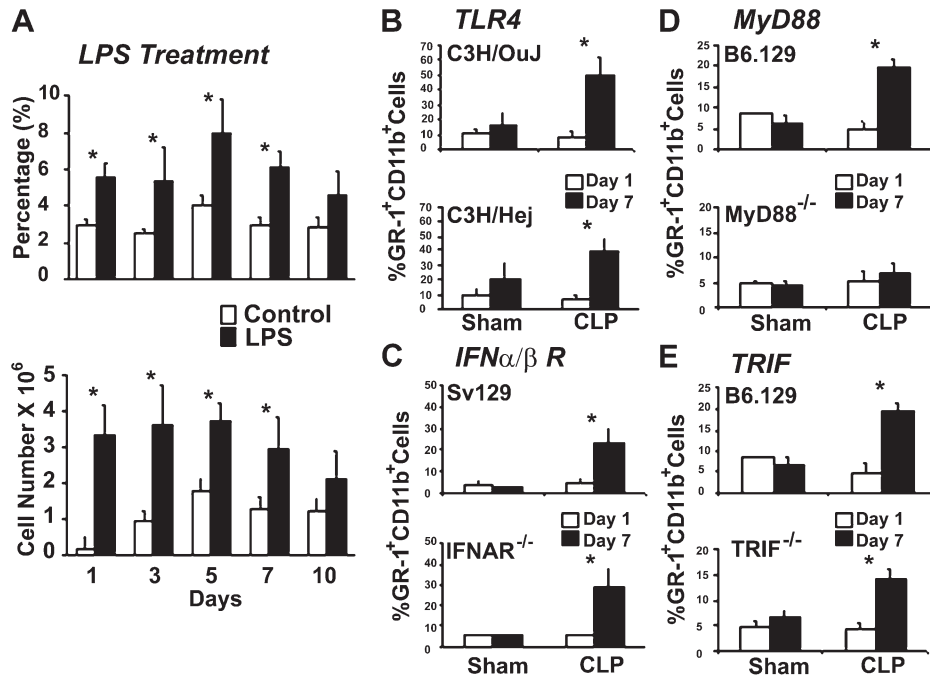 A
LPS Treatment
Percentage (%)
10
8
6
4
2
0
* * * *
Control
LPS
Cell Number X 10⁶
5
4
3
2
1
0
* * * *
1 3 5 7 10
Days
B
TLR4
%GR-1⁺CD11b⁺Cells
C3H/OuJ
70
60
50
40
30
20
10
0
*
Day 1
Day 7
C3H/Hej
70
60
50
40
30
20
10
0
*
Sham CLP
C
IFNα/β R
%GR-1⁺CD11b⁺Cells
Sv129
50
40
30
20
10
0
*
Day 1
Day 7
IFNAR⁻/⁻
50
40
30
20
10
0
*
Sham CLP
D
MyD88
%GR-1⁺CD11b⁺Cells
B6.129
25
20
15
10
5
0
*
Day 1
Day 7
MyD88⁻/⁻
20
15
10
5
0
Sham CLP
E
TRIF
%GR-1⁺CD11b⁺Cells
B6.129
25
20
15
10
5
0
*
Day 1
Day 7
TRIF⁻/⁻
20
15
10
5
0
*
Sham CLP